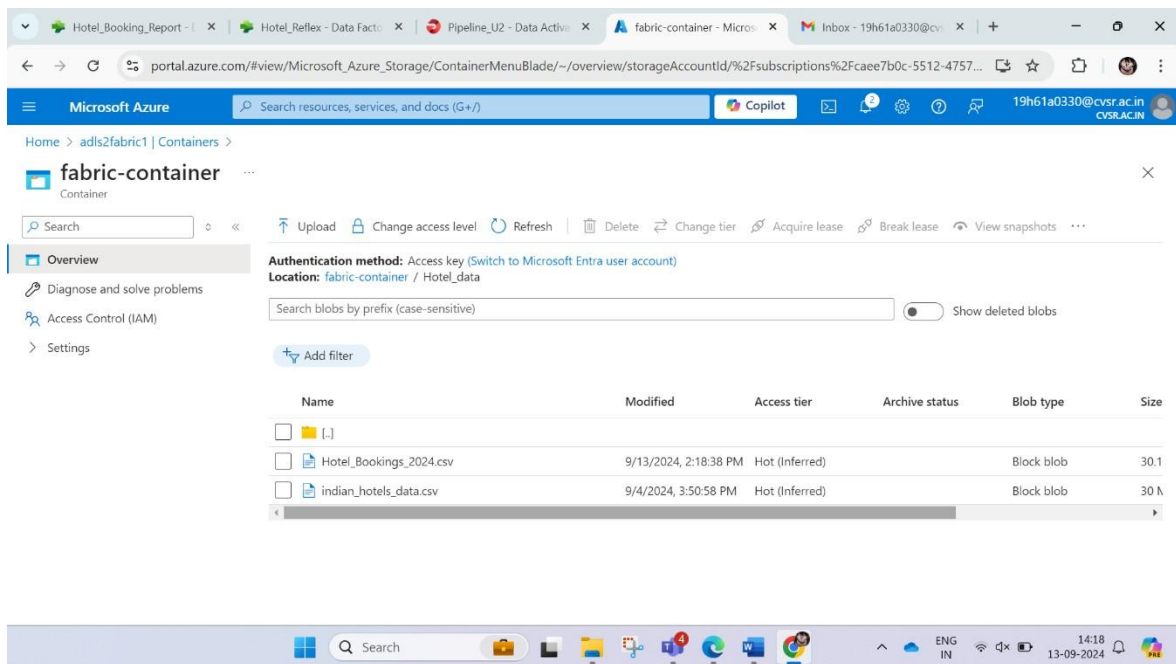 Hotel_Booking_Report - 
Hotel_Reflex - Data Facto
Pipeline_U2 - Data Activa
fabric-container - Micros
Inbox - 19h61a0330@cv
portal.azure.com/#view/Microsoft_Azure_Storage/ContainerMenuBlade/~/overview/storageAccountId/%2Fsubscriptions%2Fcaee7b0c-5512-4757...
Microsoft Azure
Search resources, services, and docs (G+/)
Copilot
2
19h61a0330@cvsr.ac.in
CVSR.AC.IN
Home > adls2fabric1 | Containers >
fabric-container ...
Container
Search
Upload Change access level Refresh Delete Change tier Acquire lease Break lease View snapshots ...
Overview
Diagnose and solve problems
Access Control (IAM)
Settings
Authentication method: Access key (Switch to Microsoft Entra user account)
Location: fabric-container / Hotel_data
Search blobs by prefix (case-sensitive)
Show deleted blobs
Add filter
Name Modified Access tier Archive status Blob type Size
[..]
Hotel_Bookings_2024.csv 9/13/2024, 2:18:38 PM Hot (Inferred) Block blob 30.1
indian_hotels_data.csv 9/4/2024, 3:50:58 PM Hot (Inferred) Block blob 30
Search
4
ENG
IN
14:18
13-09-2024
PRE